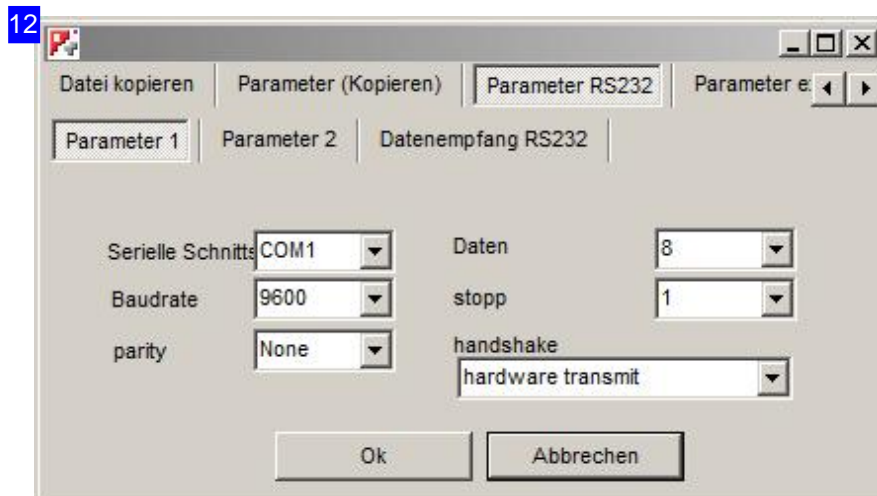 12
Datei kopieren Parameter (Kopieren) Parameter RS232 Parameter e
Parameter 1 Parameter 2 Datenempfang RS232
Serielle Schnitts COM1 Daten 8
Baudrate 9600 stopp 1
parity None handshake
hardware transmit
Ok Abbrechen